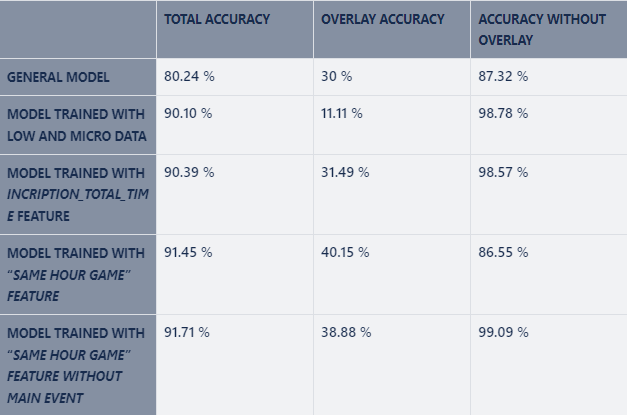 TOTAL ACCURACY OVERLAY ACCURACY ACCURACY WITHOUT
OVERLAY
GENERAL MODEL 80.24 % 30 % 87.32 %
MODEL TRAINED WITH 90.10 % 11.11 % 98.78 %
LOW AND MICRO DATA
MODEL TRAINED WITH 90.39 % 31.49 % 98.57 %
INCRIPTION_TOTAL_TIM
E FEATURE
MODEL TRAINED WITH 91.45 % 40.15 % 86.55 %
“SAME HOUR GAME”
FEATURE
MODEL TRAINED WITH 91.71 % 38.88 % 99.09 %
“SAME HOUR GAME”
FEATURE WITHOUT
MAIN EVENT